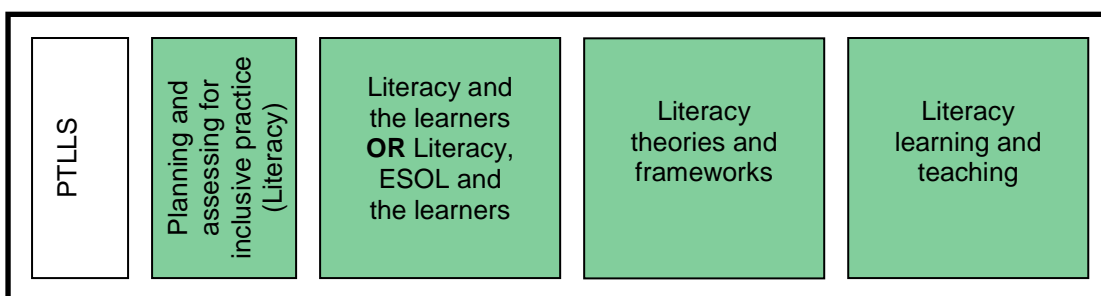 PTLLS
Planning and
assessing for
inclusive practice
(Literacy)
Literacy and
the learners
OR Literacy,
ESOL and
the learners
Literacy
theories and
frameworks
Literacy
learning and
teaching